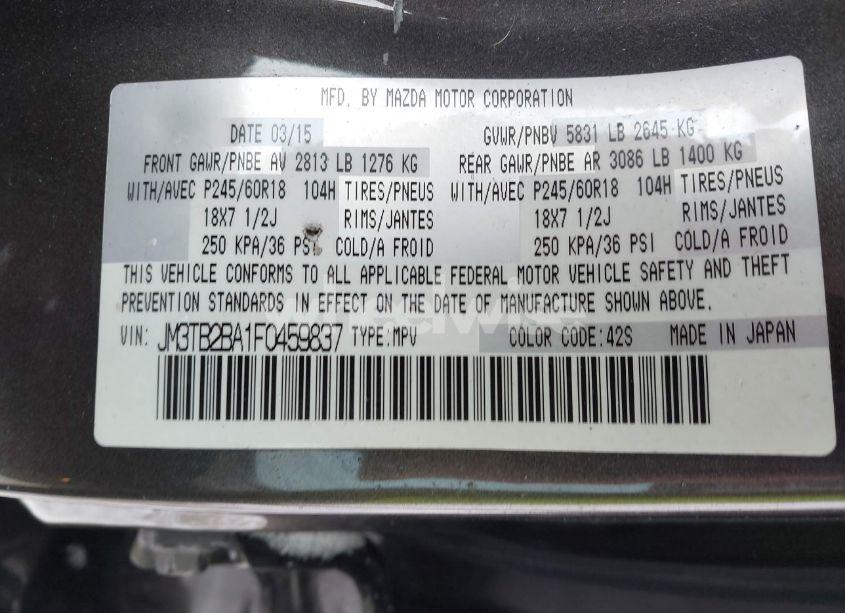 MFD. BY MAZDA MOTOR CORPORATION
DATE 03/15 GVWR/PNBV 5831 LB 2645 KG
FRONT GAWR/PNBE AV 2813 LB 1276 KG REAR GAWR/PNBE AR 3086 LB 1400 KG
WITH/AVEC P245/60R18 104H TIRES/PNEUS WITH/AVEC P245/60R18 104H TIRES/PNEUS
18X7 1/2J RIMS/JANTES 18X7 1/2J RIMS/JANTES
250 KPA/36 PSI COLD/A FROID 250 KPA/36 PSI COLD/A FROID
THIS VEHICLE CONFORMS TO ALL APPLICABLE FEDERAL MOTOR VEHICLE SAFETY AND THEFT
PREVENTION STANDARDS IN EFFECT ON THE DATE OF MANUFACTURE SHOWN ABOVE.
wheelwise
VIN: JM3TB2BA1F0459837 TYPE:MPV COLOR CODE:42S MADE IN JAPAN